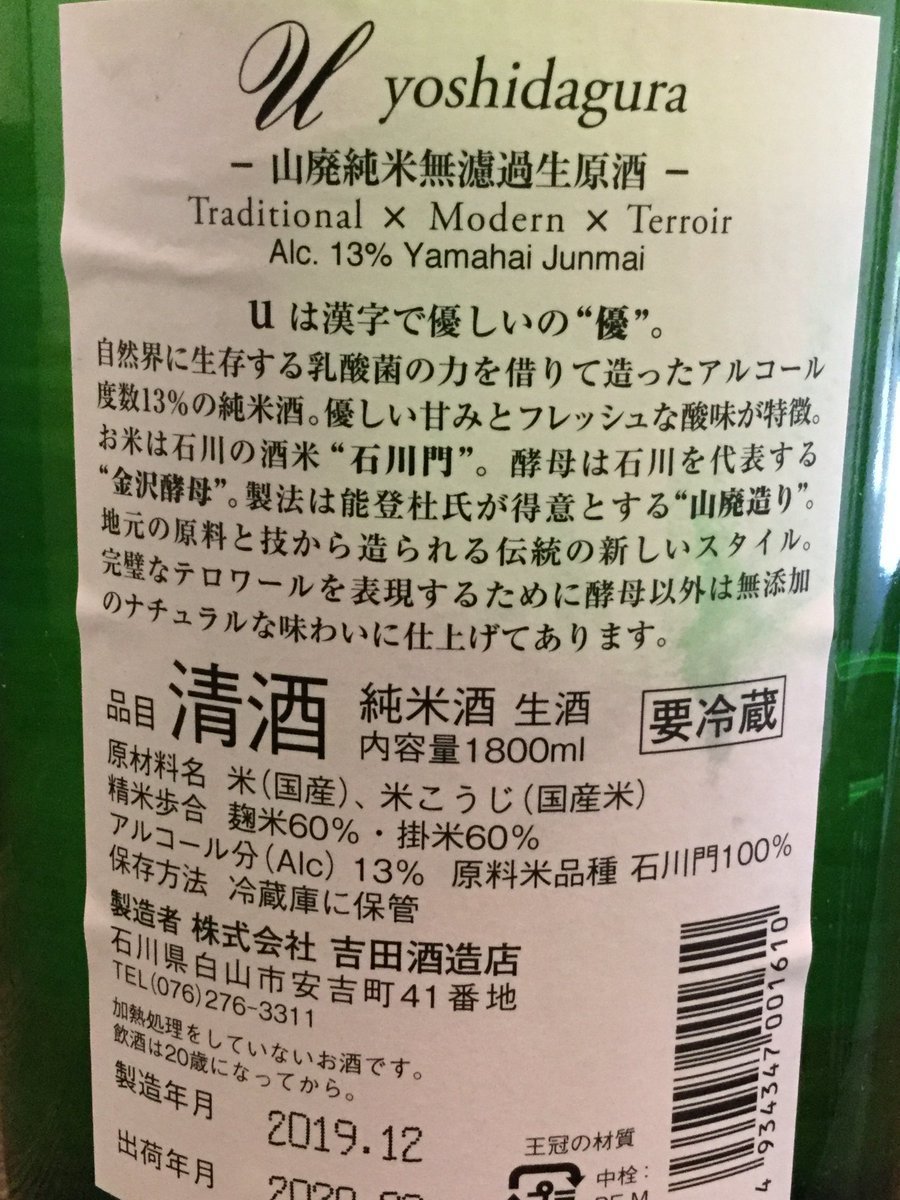 u yoshidagura
- 山廃純米無濾過生原酒 -
Traditional × Modern × Terroir
Alc. 13% Yamahai Junmai
u は漢字で優しいの“優”。
自然界に生存する乳酸菌の力を借りて造ったアルコール
度数13%の純米酒。優しい甘みとフレッシュな酸味が特徴。
お米は石川の酒米“石川門”。酵母は石川を代表する
“金沢酵母”。製法は能登杜氏が得意とする“山廃造り”。
地元の原料と技から造られる伝統の新しいスタイル。
完璧なテロワールを表現するために酵母以外は無添加
のナチュラルな味わいに仕上げてあります。
品目 清酒 純米酒 生酒
内容量1800ml
要冷蔵
原材料名 米(国産)、米こうじ(国産米)
精米歩合 麹米60%・掛米60%
アルコール分(Alc) 13% 原料米品種 石川門100%
保存方法 冷蔵庫に保管
製造者 株式会社 吉田酒造店
石川県白山市安吉町41番地
TEL(076)276-3311
加熱処理をしていないお酒です。
飲酒は20歳になってから。
製造年月 2019.12
出荷年月
王冠の材質
中栓:
4 934347 001610